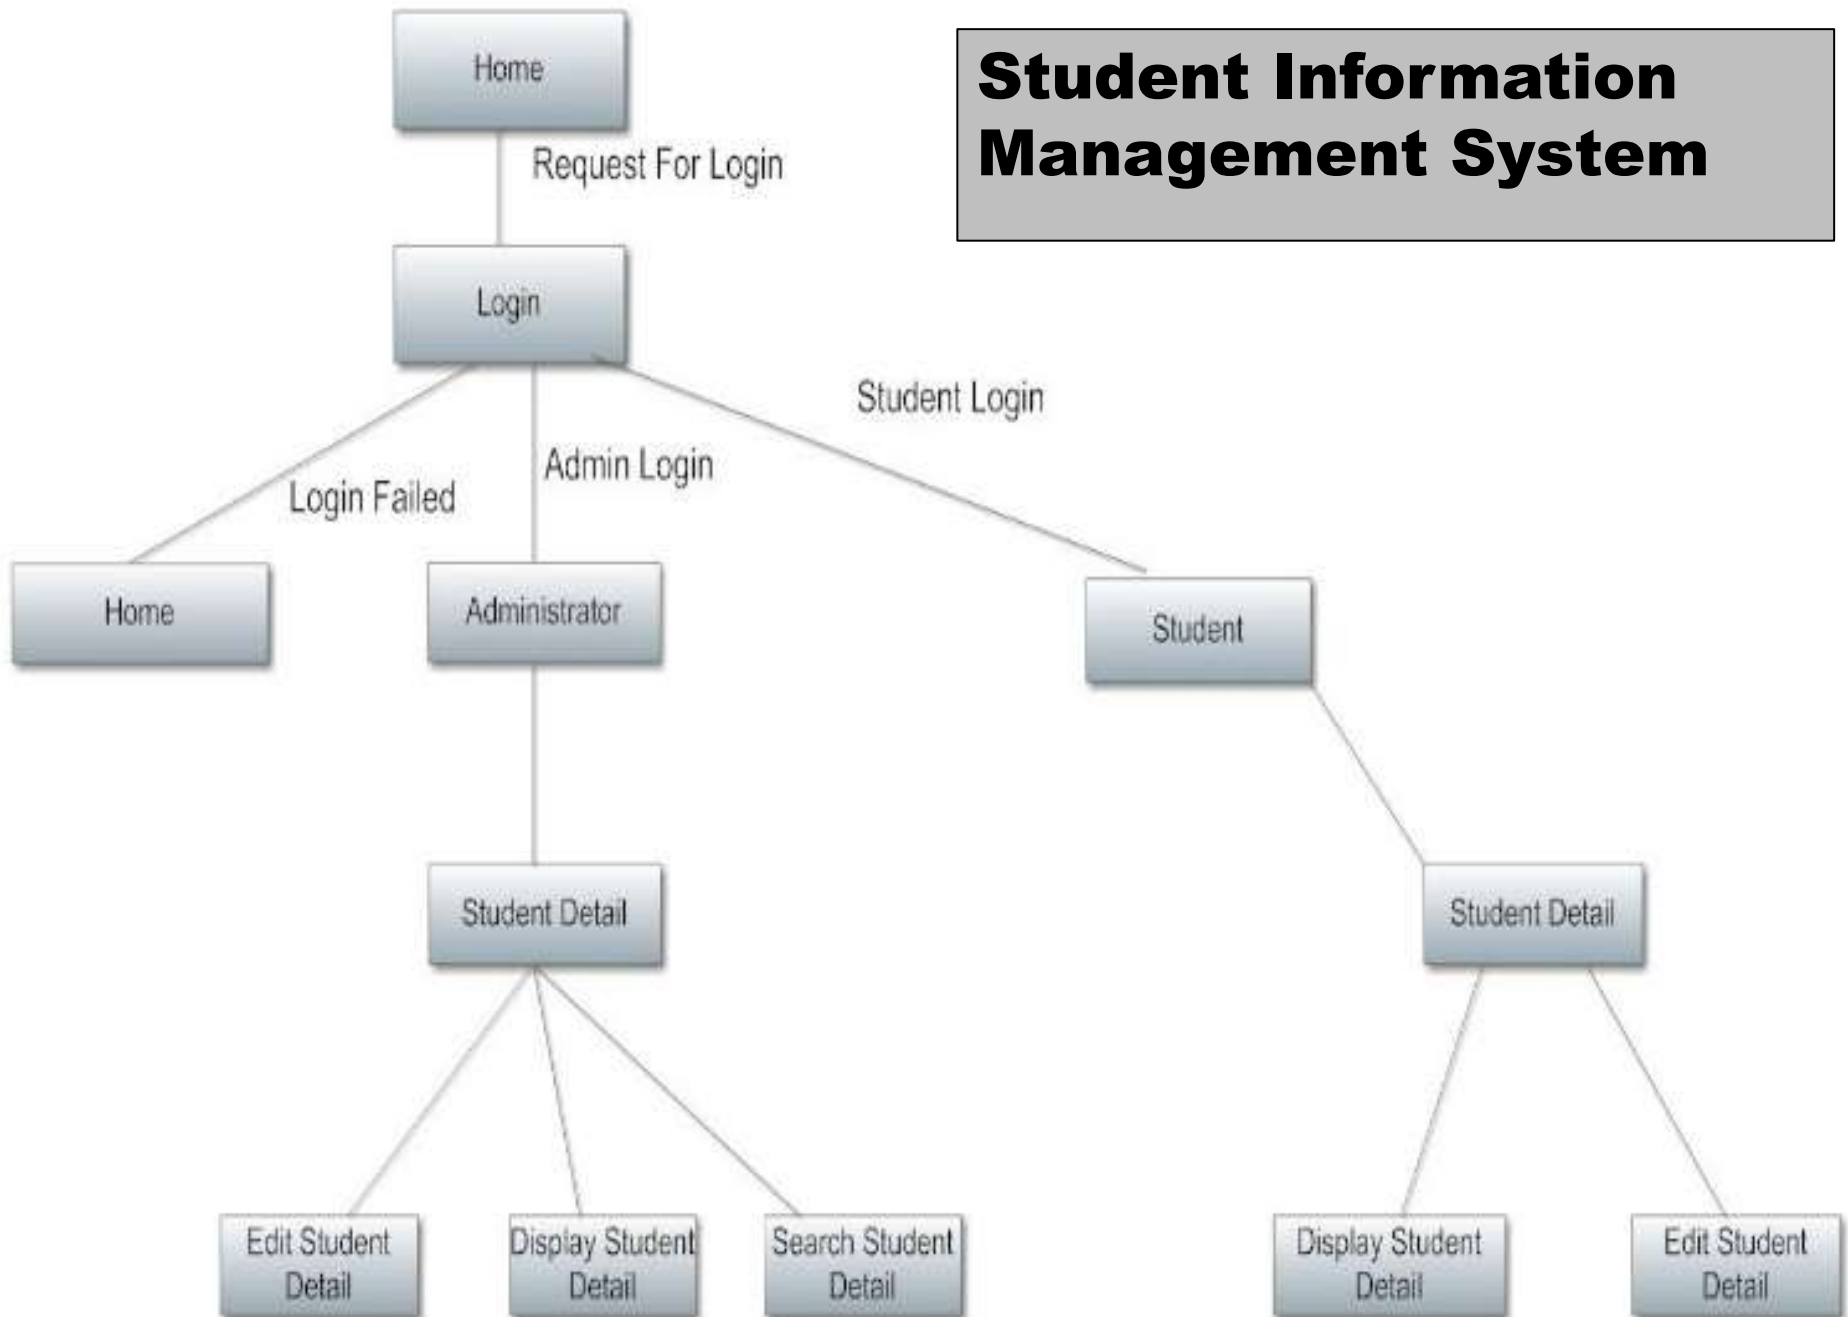 Home
Student Information
Management System
Request For Login
Login
Student Login
Admin Login
Login Failed
Home
Administrator
Student
Student Detail
Student Detail
Edit Student
Detail
Display Student
Detail
Search Student
Detail
Display Student
Detail
Edit Student
Detail